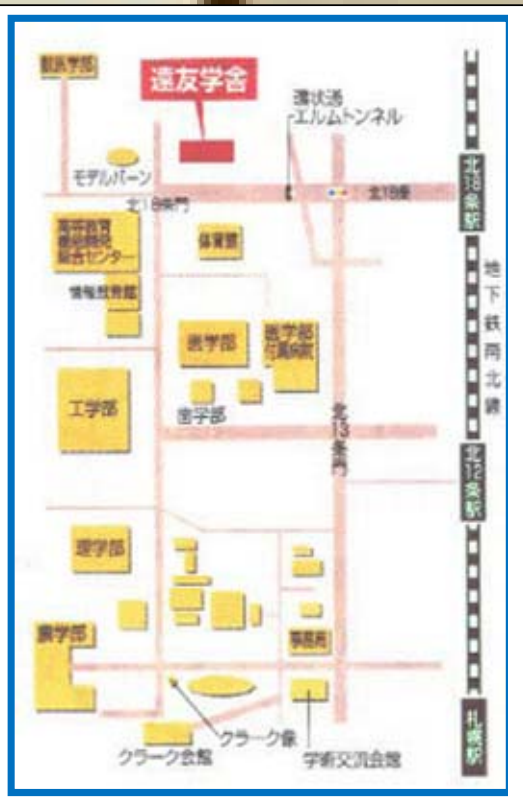 獣医学部
遠友学舎
環状通
エルムトンネル
モデルバーン
北18条門
北18条
北18条駅
高等教育
機能開発
総合センター
体育館
情報教育館
地下鉄南北線
医学部
医学部
付属病院
工学部
歯学部
北13条門
北12条駅
理学部
農学部
事務局
札幌駅
クラーク像
クラーク会館
学術交流会館